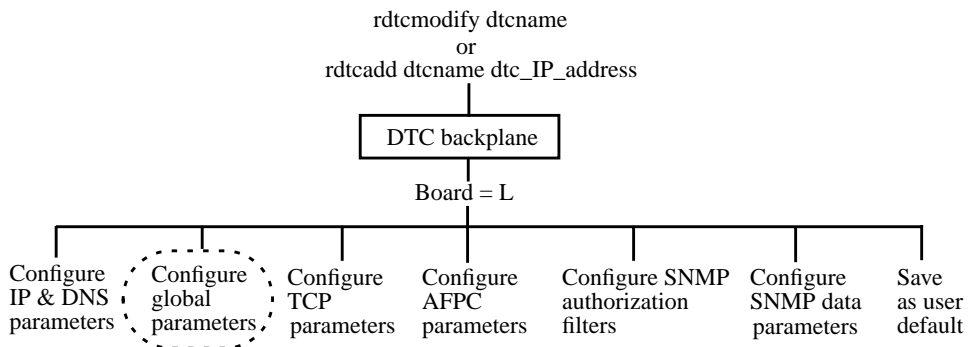 rdtcmodify dtcname
or
rdtcadd dtcname dtc_IP_address
DTC backplane
Board = L
Configure
IP & DNS
parameters
Configure
global
parameters
Configure
TCP
parameters
Configure
AFPC
parameters
Configure SNMP
authorization
filters
Configure
SNMP data
parameters
Save
as user
default